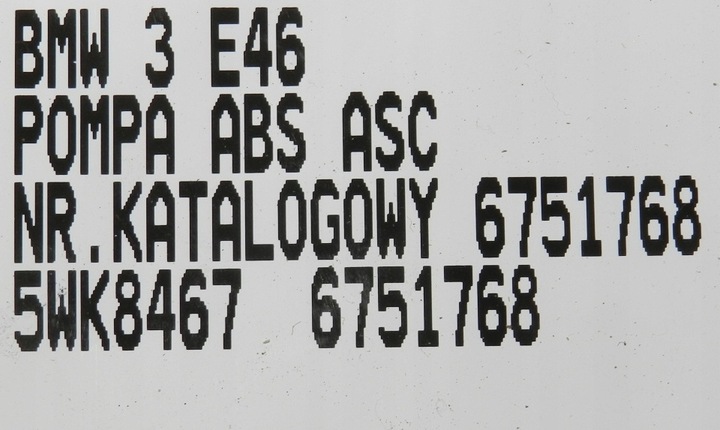 BMW 3 E46
POMPA ABS ASC
NR.KATALOGOWY 6751768
5WK8467 6751768